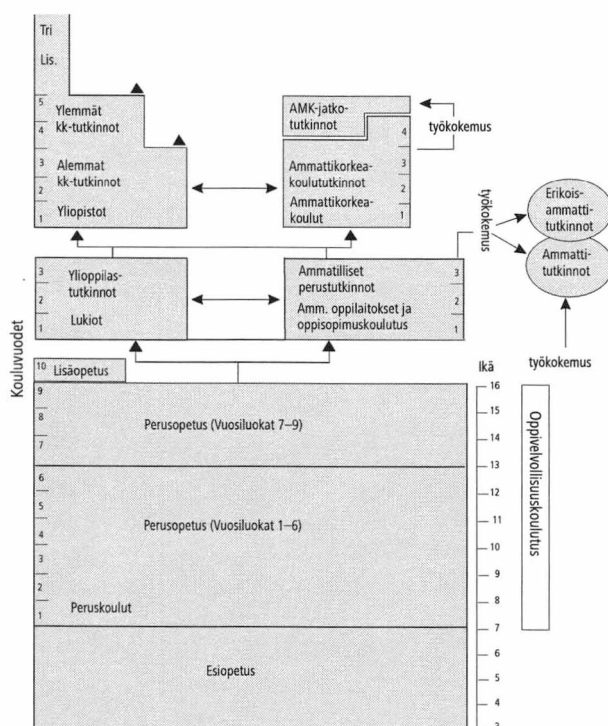 Tri
Lis.
5
Ylemmät
kk-tutkinnot
4
3
Alemmat
kk-tutkinnot
2
Yliopistot
1
AMK-jatko-
tutkinnot
4
työkokemus
Ammattikorkea-
koulututkinnot
3
2
Ammattikorkea-
koulut
1
työkokemus
Erikois-
ammatti-
tutkinnot
Ammatti-
tutkinnot
työkokemus
3
Ylioppilas-
tutkinnot
2
Lukiot
1
Ammatilliset
perustutkinnot
3
Amm. oppilaitokset ja
oppisopimuskoulutus
2
1
Kouluvuodet
10 Lisäopetus
9
8
7
Perusopetus (Vuosiluokat 7–9)
6
5
4
3
2
1
Perusopetus (Vuosiluokat 1–6)
Peruskoulut
Esiopetus
Ikä
16
15
14
13
12
11
10
9
8
7
6
5
4
3
Oppivelvollisuuskoulutus